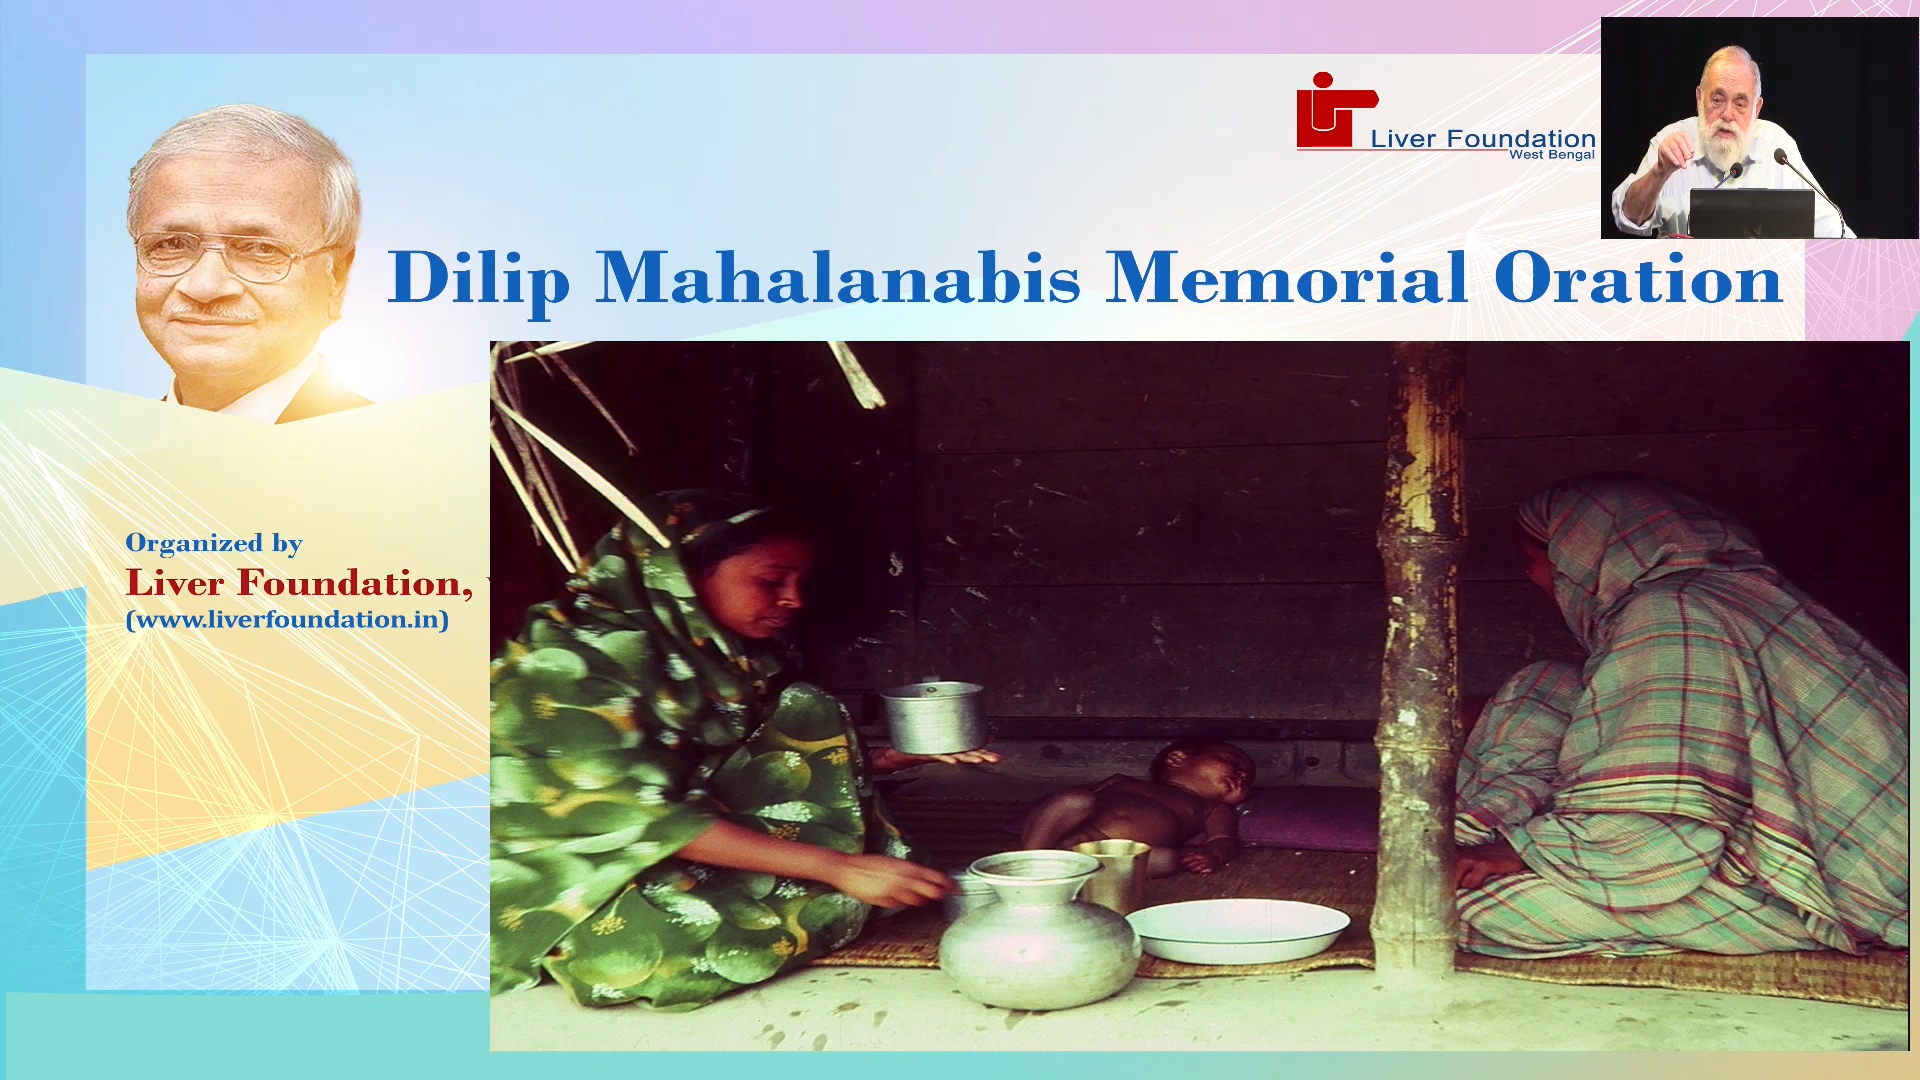 Liver Foundation
West Bengal
Dilip Mahalanabis Memorial Oration
Organized by
Liver Foundation,
(www.liverfoundation.in)